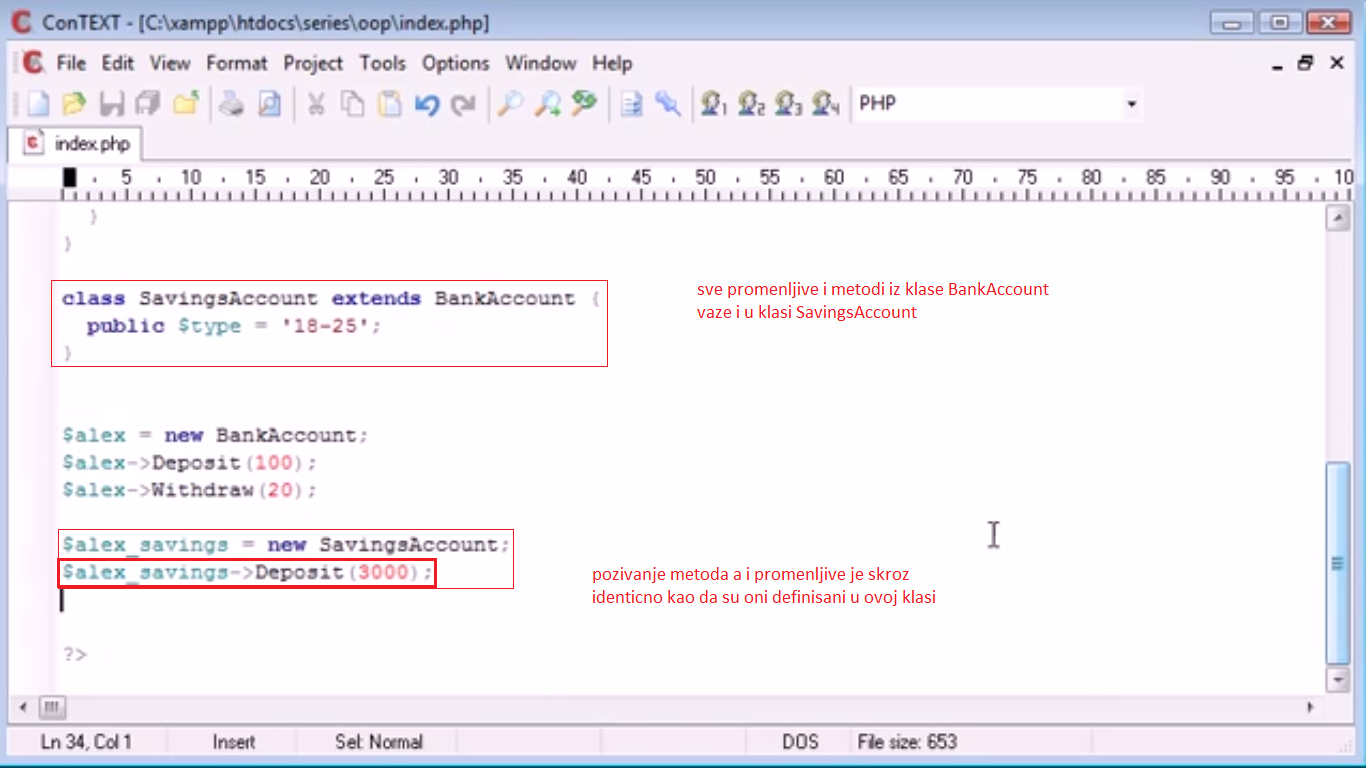 ConTEXT - [C:\xampp\htdocs\series\oop\index.php]
File Edit View Format Project Tools Options Window Help
1 2 3 4 PHP
index.php
5 10 15 20 25 30 35 40 45 50 55 60 65 70 75 80 85 90 95 10
}
}
class SavingsAccount extends BankAccount {
public $type = '18-25';
}
sve promenljive i metodi iz klase BankAccount
vaze i u klasi SavingsAccount
$alex = new BankAccount;
$alex->Deposit(100);
$alex->Withdraw(20);
$alex_savings = new SavingsAccount;
$alex_savings->Deposit(3000);
pozivanje metoda a i promenljive je skroz
identicno kao da su oni definisani u ovoj klasi
?>
Ln 34, Col 1 Insert Sel: Normal DOS File size: 653